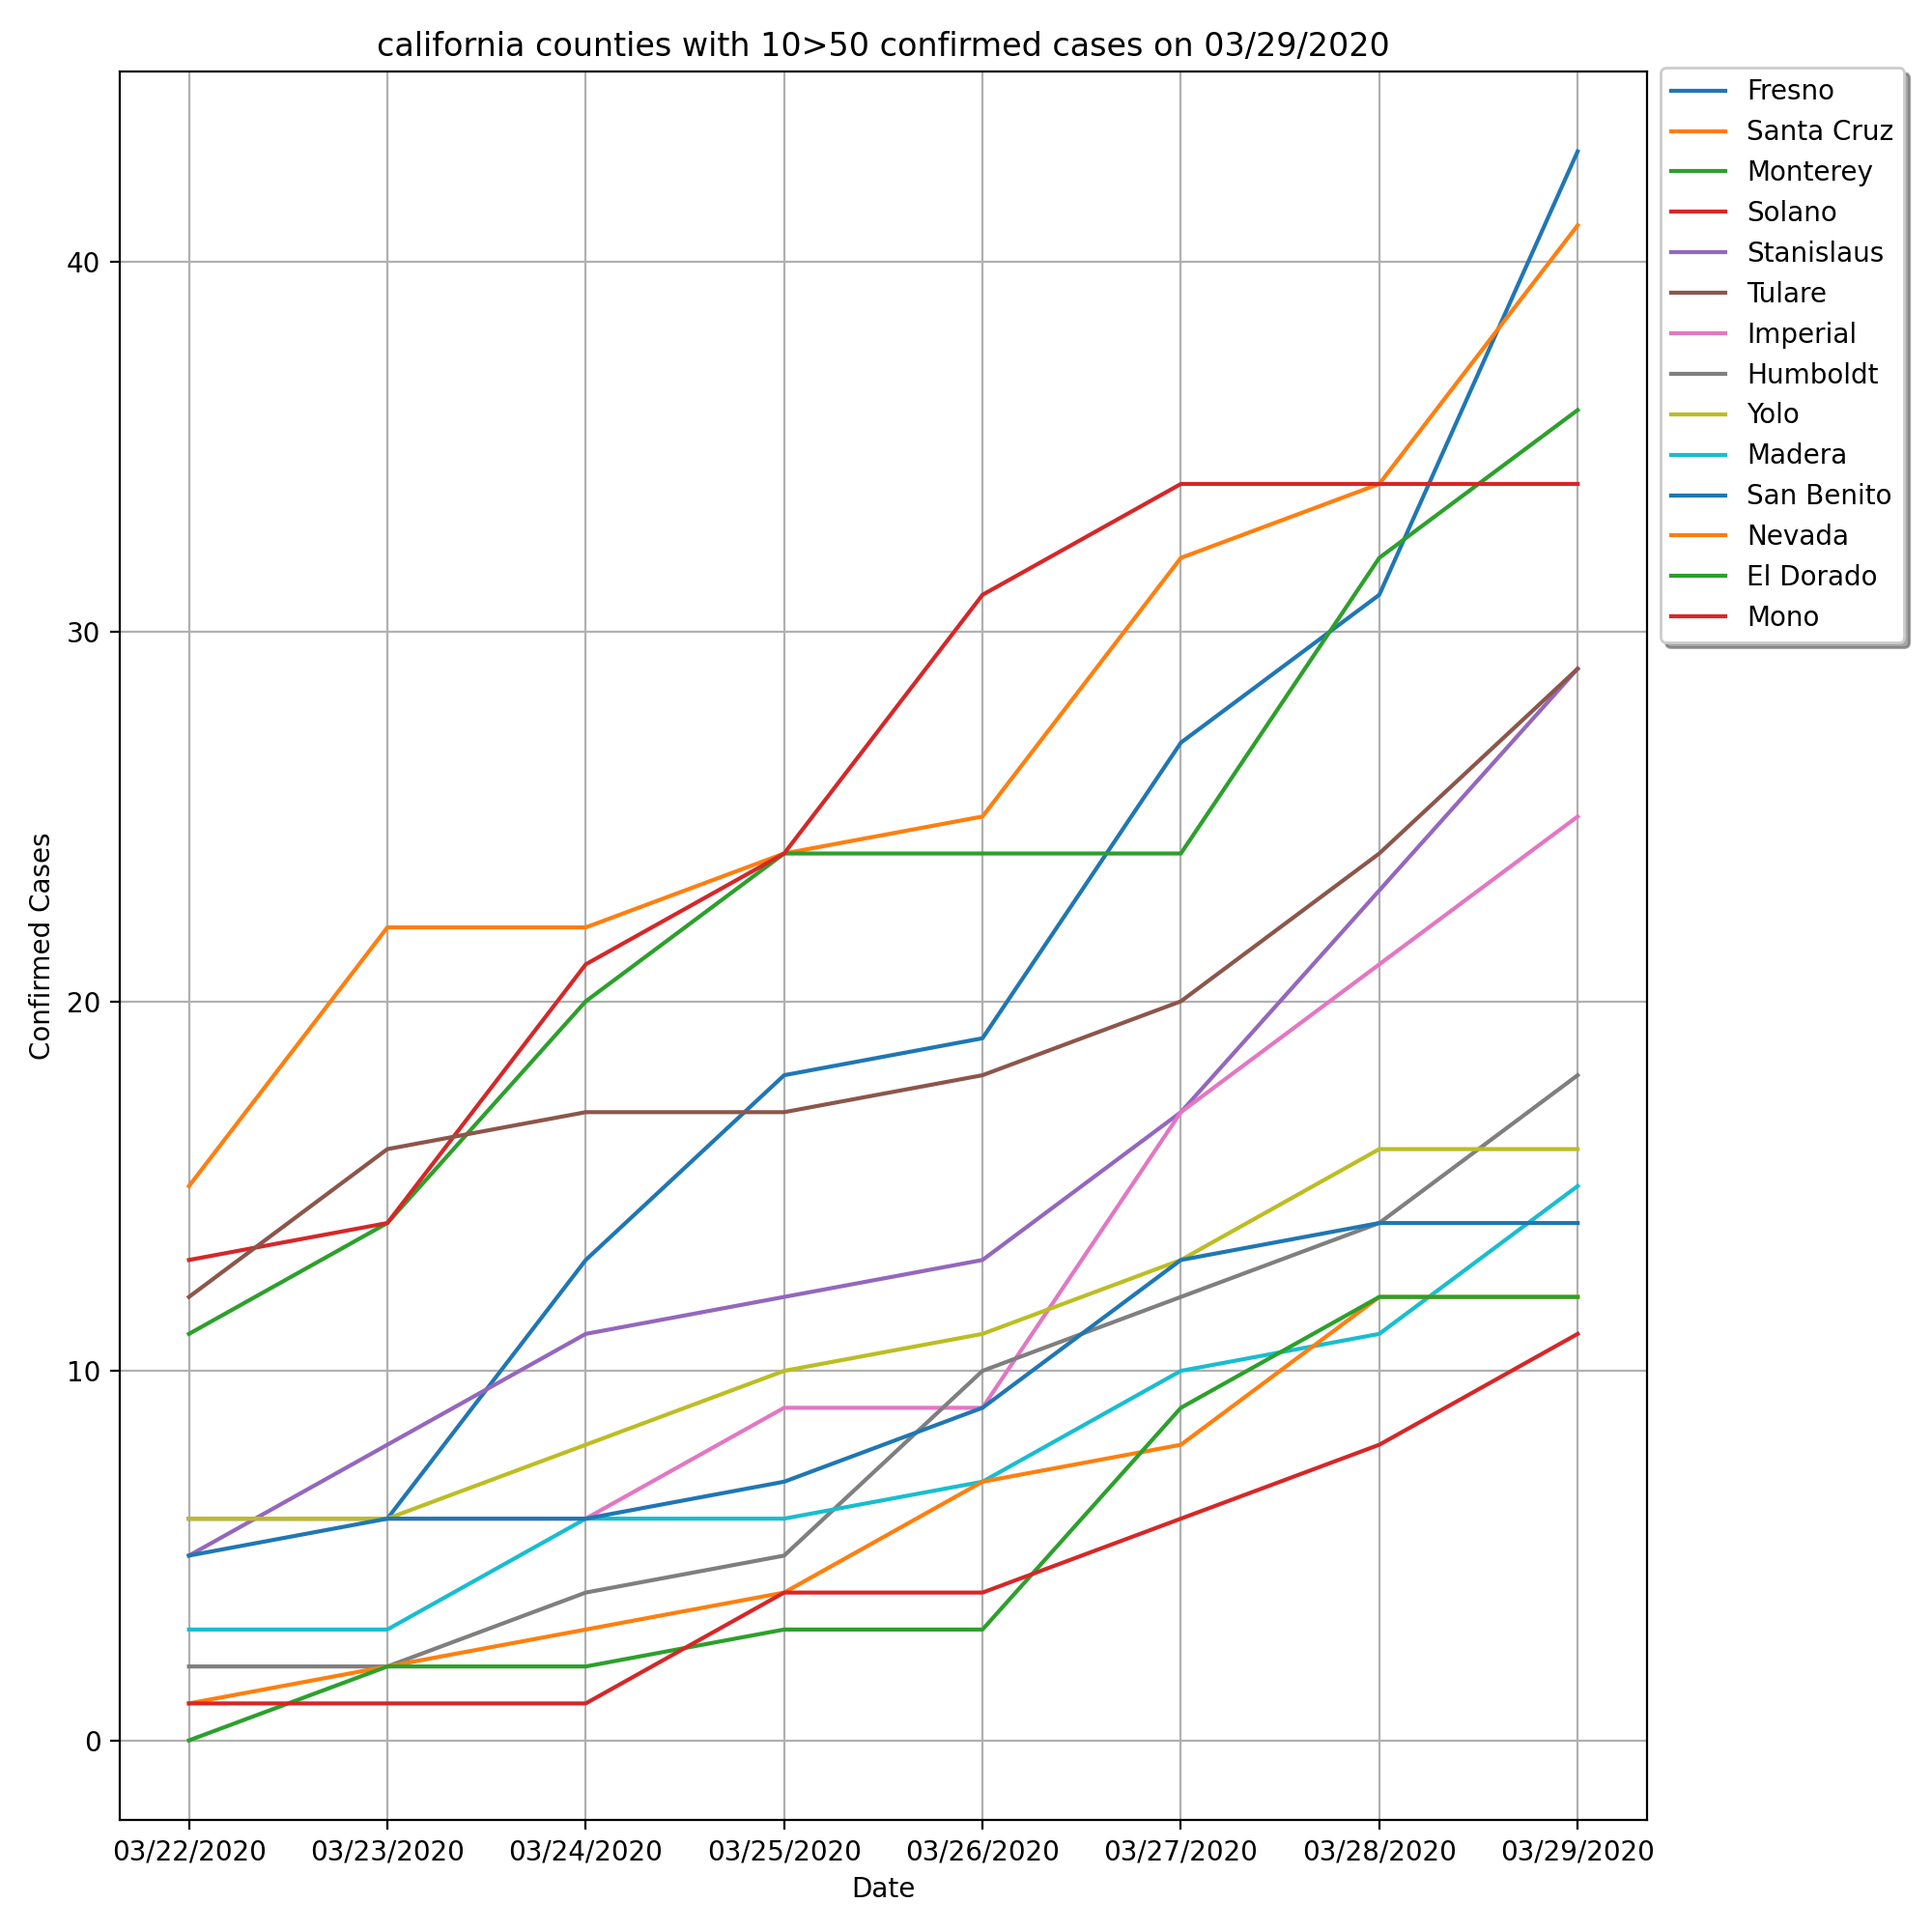 california counties with 10>50 confirmed cases on 03/29/2020
Fresno
Santa Cruz
Monterey
Solano
Stanislaus
Tulare
Imperial
Humboldt
Yolo
Madera
San Benito
Nevada
El Dorado
Mono
Confirmed Cases
40
30
20
10
0
03/22/2020 03/23/2020 03/24/2020 03/25/2020 03/26/2020 03/27/2020 03/28/2020 03/29/2020
Date